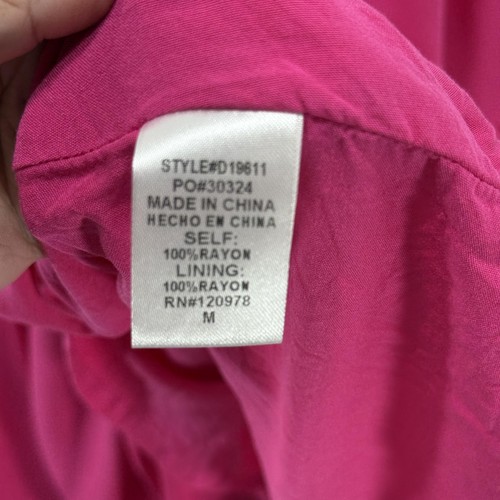 STYLE#D19611
PO#30324
MADE IN CHINA
HECHO EN CHINA
SELF:
100%RAYON
LINING:
100%RAYON
RN#120978
M